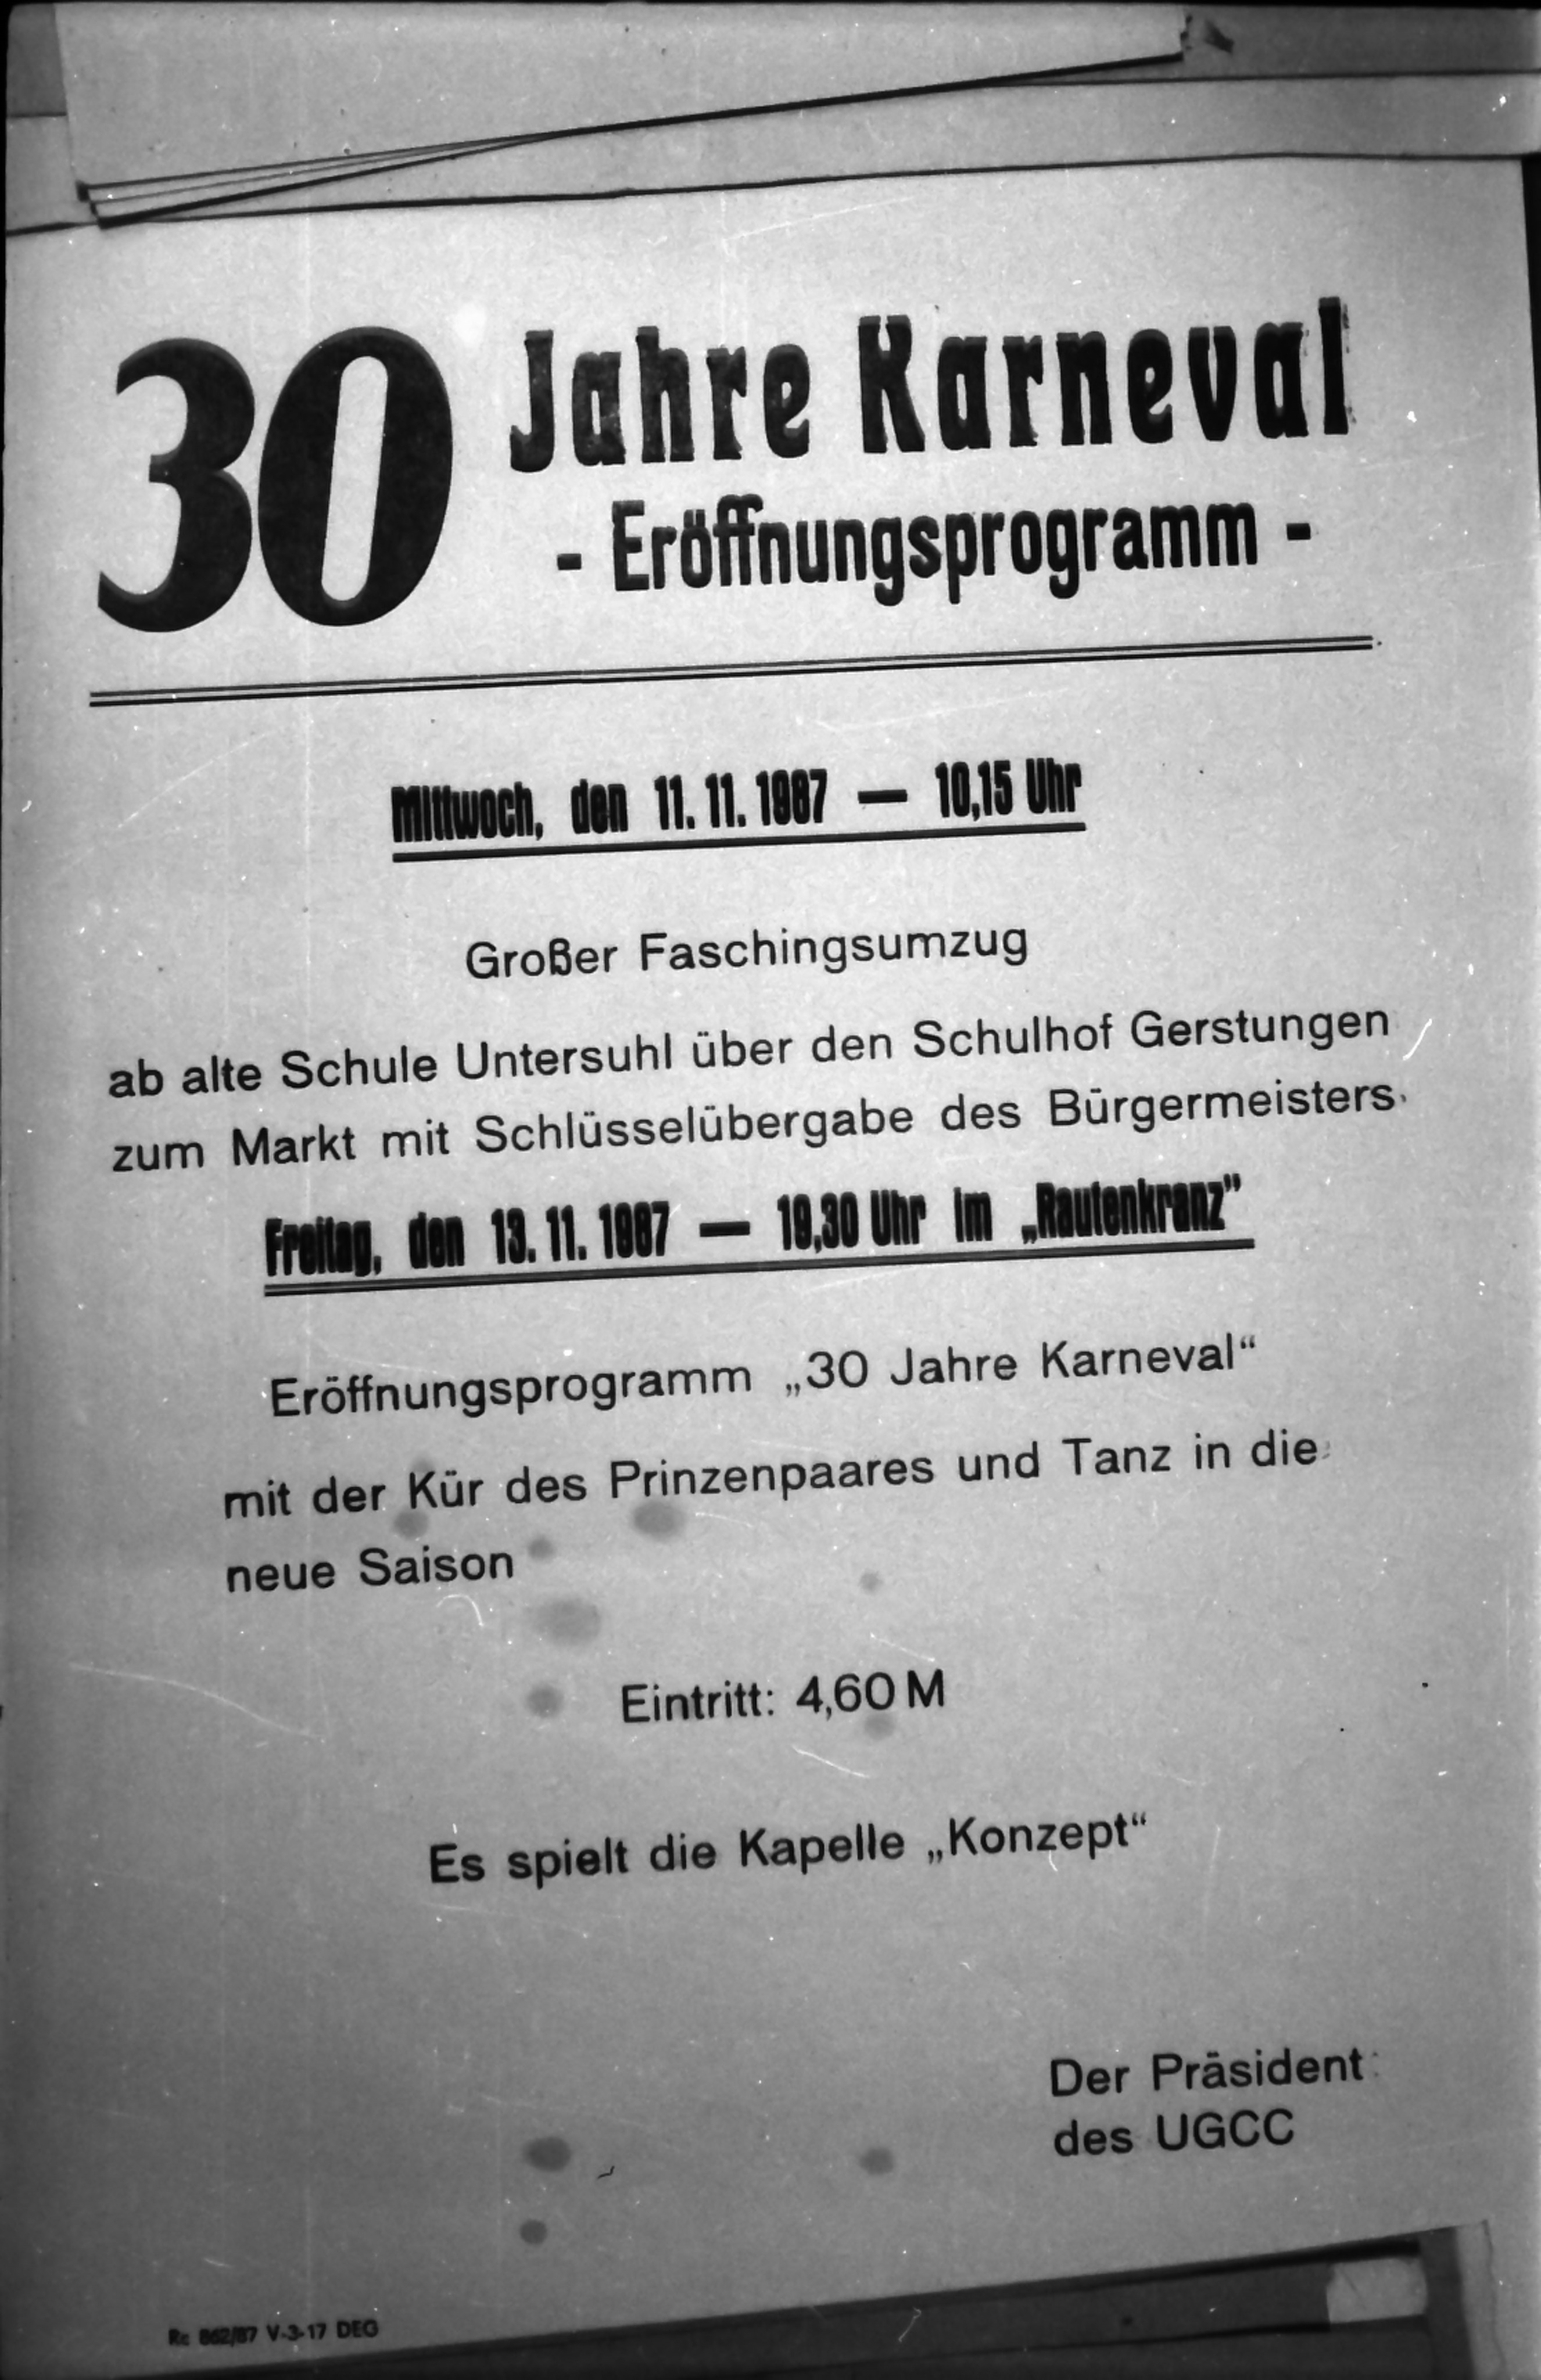 30 Jahre Karneval
- Eröffnungsprogramm -
Mittwoch, den 11. 11. 1987 — 10,15 Uhr
Großer Faschingsumzug
ab alte Schule Untersuhl über den Schulhof Gerstungen
zum Markt mit Schlüsselübergabe des Bürgermeisters.
Freitag, den 13. 11. 1987 — 19,30 Uhr im „Rautenkranz”
Eröffnungsprogramm „30 Jahre Karneval“
mit der Kür des Prinzenpaares und Tanz in die
neue Saison
Eintritt: 4,60 M
Es spielt die Kapelle „Konzept“
Der Präsident
des UGCC
V-3-17 DEG